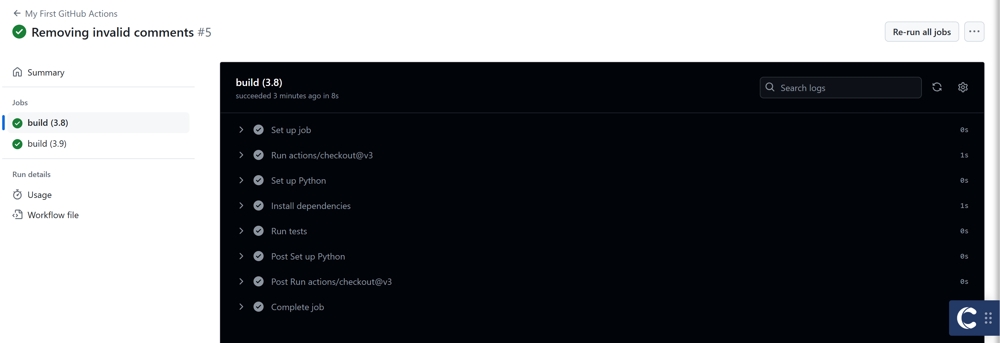 My First GitHub Actions
Removing invalid comments #5
Re-run all jobs
Summary
Jobs
build (3.8)
build (3.9)
Run details
Usage
Workflow file
build (3.8)
succeeded 3 minutes ago in 8s
Search logs
Set up job 0s
Run actions/checkout@v3 1s
Set up Python 0s
Install dependencies 1s
Run tests 0s
Post Set up Python 0s
Post Run actions/checkout@v3 0s
Complete job